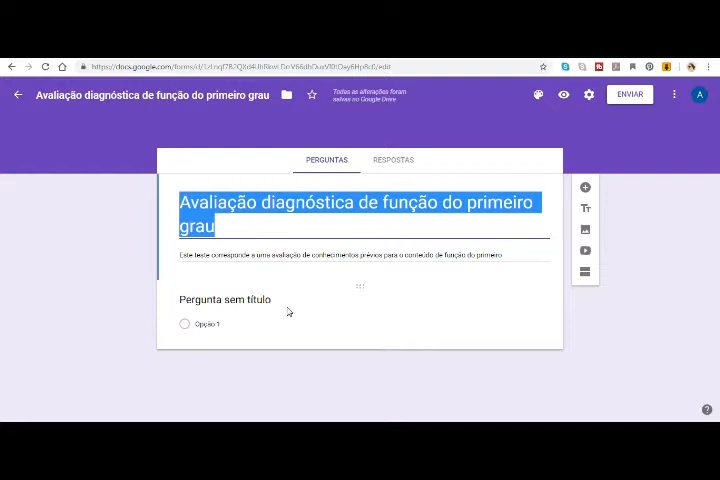 Avaliação diagnóstica de função do primeiro grau
Todas as alterações foram
salvas no Google Drive
ENVIAR
A
PERGUNTAS
RESPOSTAS
Avaliação diagnóstica de função do primeiro
grau
Este teste corresponde a uma avaliação de conhecimentos prévios para o conteúdo de função do primeiro
Pergunta sem título
Opção 1
Tт